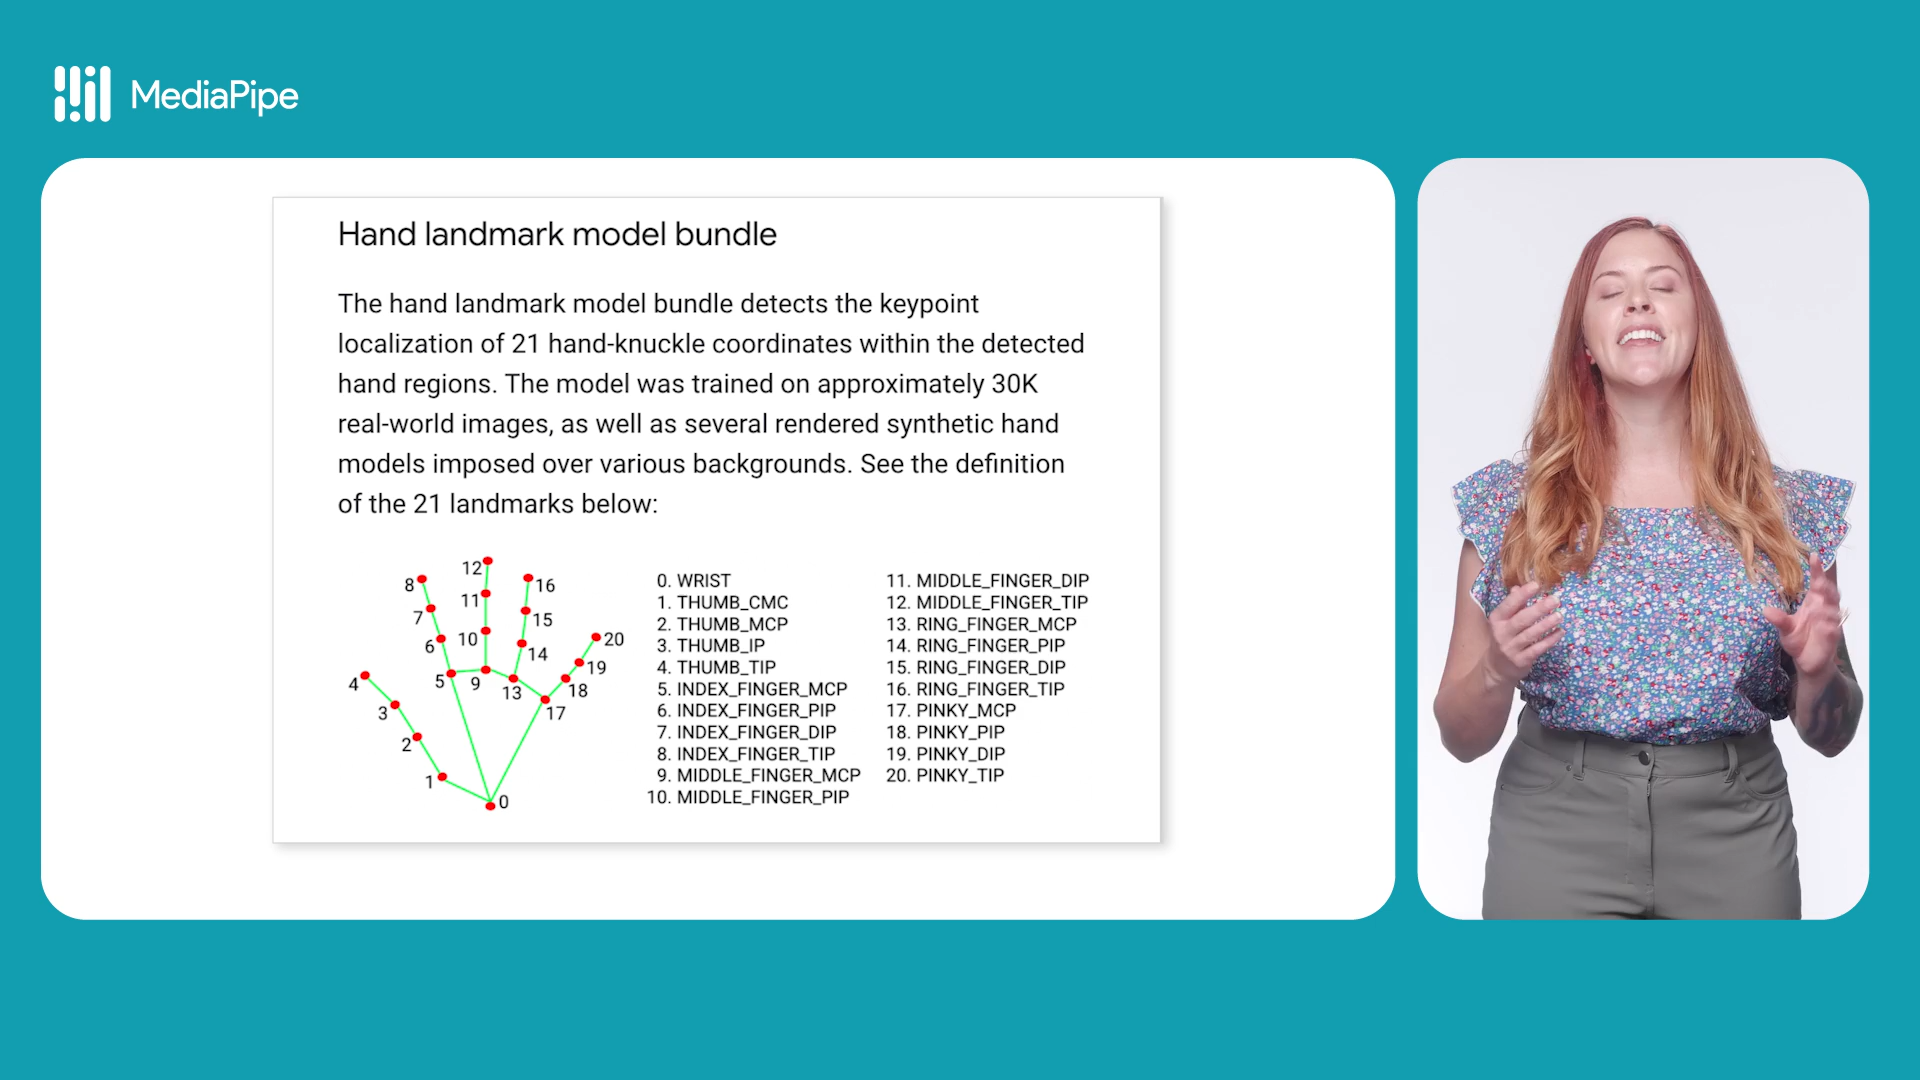 MediaPipe
Hand landmark model bundle
The hand landmark model bundle detects the keypoint
localization of 21 hand-knuckle coordinates within the detected
hand regions. The model was trained on approximately 30K
real-world images, as well as several rendered synthetic hand
models imposed over various backgrounds. See the definition
of the 21 landmarks below:
12
8
16
11
7
15
10
6
14
20
19
4
5
9
13
18
3
17
2
1
0
0. WRIST
1. THUMB_CMC
2. THUMB_MCP
3. THUMB_IP
4. THUMB_TIP
5. INDEX_FINGER_MCP
6. INDEX_FINGER_PIP
7. INDEX_FINGER_DIP
8. INDEX_FINGER_TIP
9. MIDDLE_FINGER_MCP
10. MIDDLE_FINGER_PIP
11. MIDDLE_FINGER_DIP
12. MIDDLE_FINGER_TIP
13. RING_FINGER_MCP
14. RING_FINGER_PIP
15. RING_FINGER_DIP
16. RING_FINGER_TIP
17. PINKY_MCP
18. PINKY_PIP
19. PINKY_DIP
20. PINKY_TIP